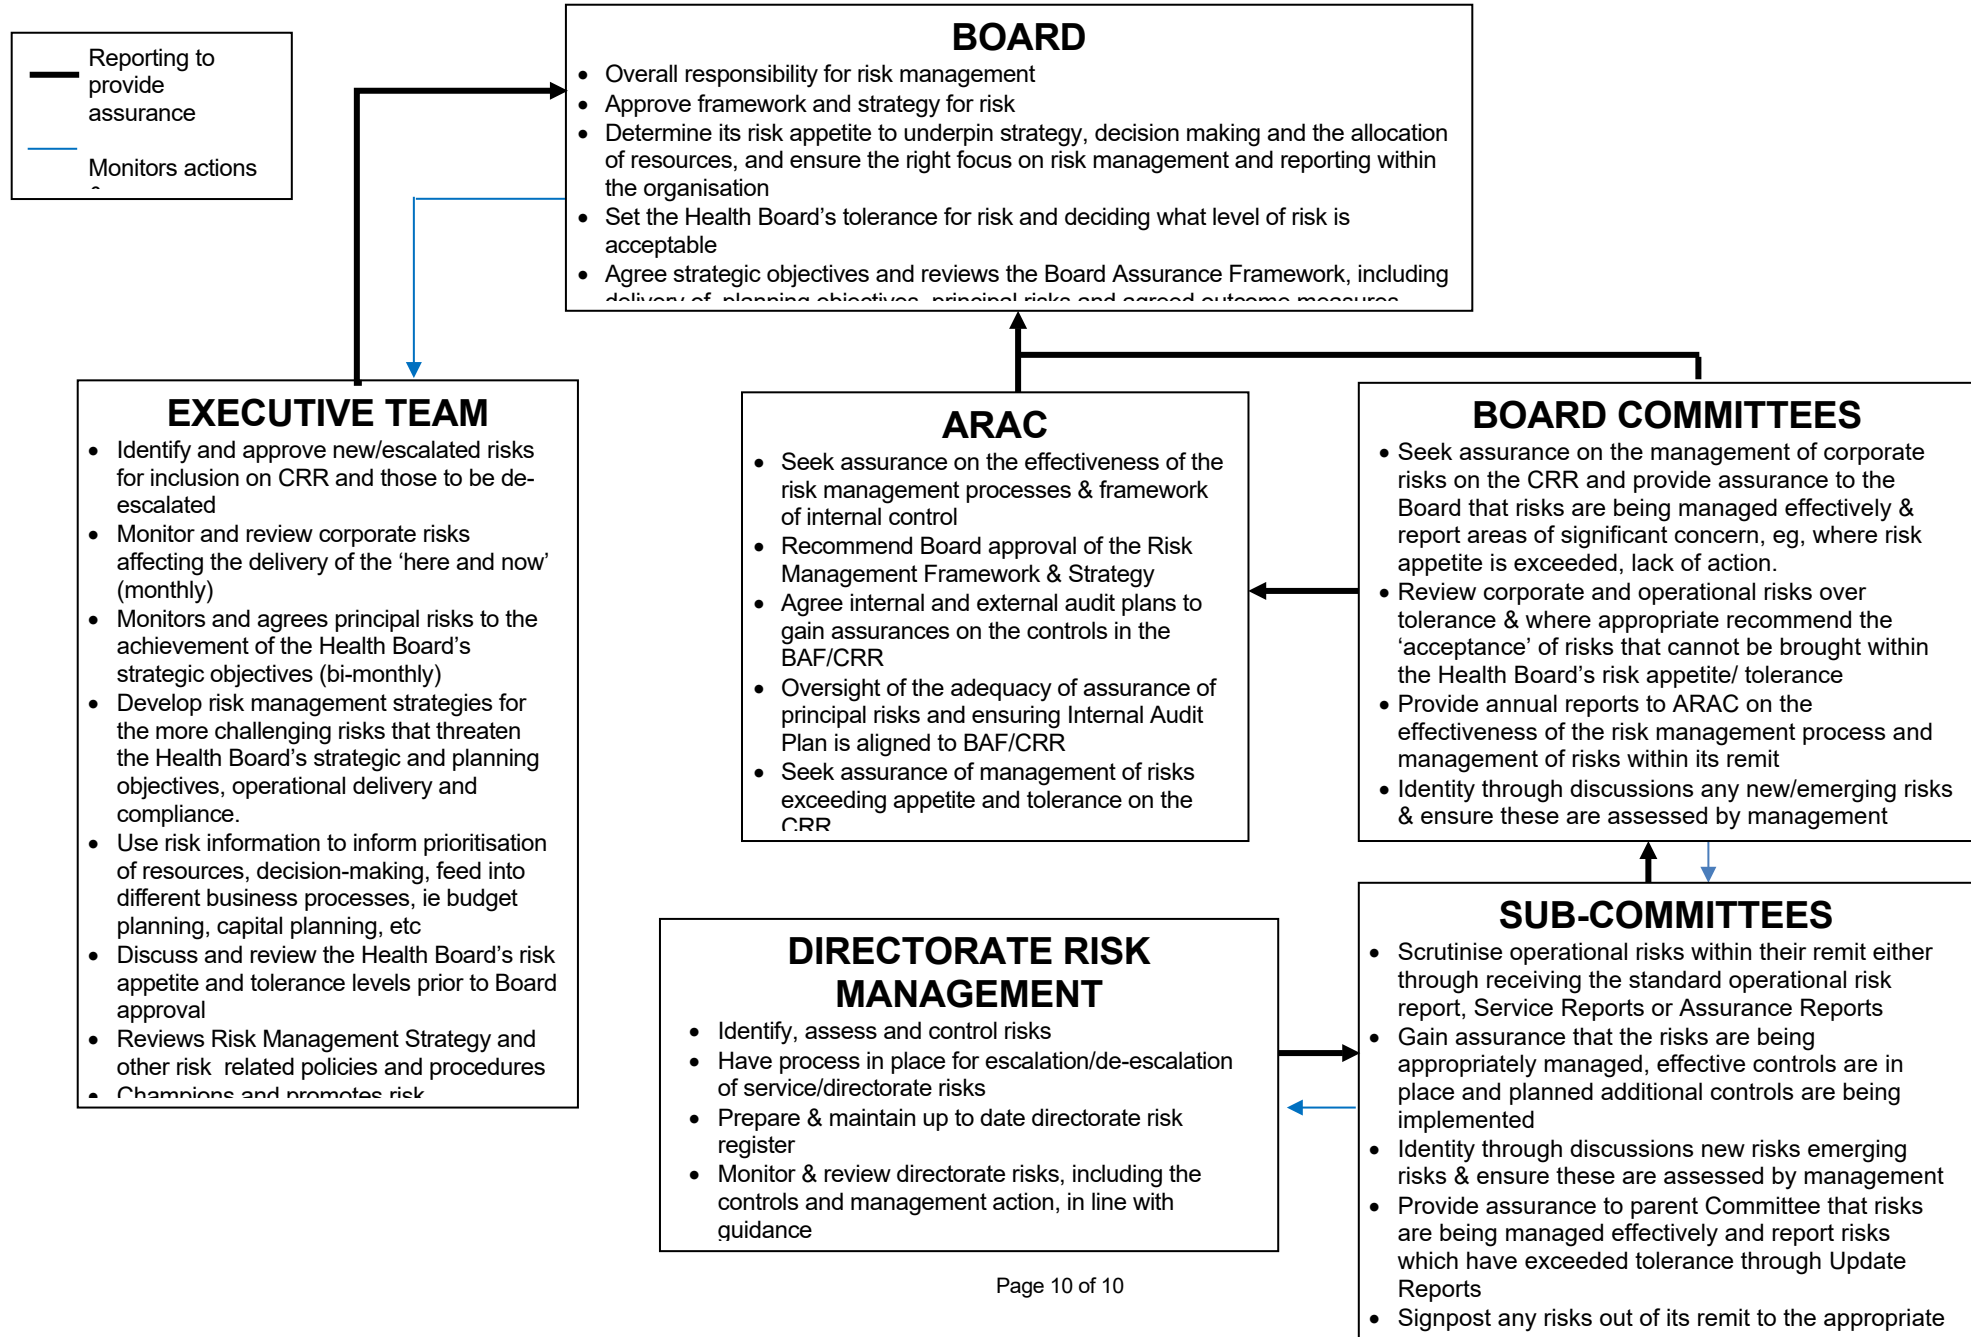 Reporting to
provide
assurance
Monitors actions
BOARD
• Overall responsibility for risk management
• Approve framework and strategy for risk
• Determine its risk appetite to underpin strategy, decision making and the allocation
of resources, and ensure the right focus on risk management and reporting within
the organisation
• Set the Health Board’s tolerance for risk and deciding what level of risk is
acceptable
• Agree strategic objectives and reviews the Board Assurance Framework, including
delivery of planning objectives, principal risks and agreed outcome measures
EXECUTIVE TEAM
• Identify and approve new/escalated risks
for inclusion on CRR and those to be de-
escalated
• Monitor and review corporate risks
affecting the delivery of the ‘here and now’
(monthly)
• Monitors and agrees principal risks to the
achievement of the Health Board’s
strategic objectives (bi-monthly)
• Develop risk management strategies for
the more challenging risks that threaten
the Health Board’s strategic and planning
objectives, operational delivery and
compliance.
• Use risk information to inform prioritisation
of resources, decision-making, feed into
different business processes, ie budget
planning, capital planning, etc
• Discuss and review the Health Board’s risk
appetite and tolerance levels prior to Board
approval
• Reviews Risk Management Strategy and
other risk related policies and procedures
• Champions and promotes risk
ARAC
• Seek assurance on the effectiveness of the
risk management processes & framework
of internal control
• Recommend Board approval of the Risk
Management Framework & Strategy
• Agree internal and external audit plans to
gain assurances on the controls in the
BAF/CRR
• Oversight of the adequacy of assurance of
principal risks and ensuring Internal Audit
Plan is aligned to BAF/CRR
• Seek assurance of management of risks
exceeding appetite and tolerance on the
CRR
BOARD COMMITTEES
• Seek assurance on the management of corporate
risks on the CRR and provide assurance to the
Board that risks are being managed effectively &
report areas of significant concern, eg, where risk
appetite is exceeded, lack of action.
• Review corporate and operational risks over
tolerance & where appropriate recommend the
‘acceptance’ of risks that cannot be brought within
the Health Board’s risk appetite/ tolerance
• Provide annual reports to ARAC on the
effectiveness of the risk management process and
management of risks within its remit
• Identity through discussions any new/emerging risks
& ensure these are assessed by management
DIRECTORATE RISK
MANAGEMENT
• Identify, assess and control risks
• Have process in place for escalation/de-escalation
of service/directorate risks
• Prepare & maintain up to date directorate risk
register
• Monitor & review directorate risks, including the
controls and management action, in line with
guidance
SUB-COMMITTEES
• Scrutinise operational risks within their remit either
through receiving the standard operational risk
report, Service Reports or Assurance Reports
• Gain assurance that the risks are being
appropriately managed, effective controls are in
place and planned additional controls are being
implemented
• Identity through discussions new risks emerging
risks & ensure these are assessed by management
• Provide assurance to parent Committee that risks
are being managed effectively and report risks
which have exceeded tolerance through Update
Reports
• Signpost any risks out of its remit to the appropriate
Page 10 of 10